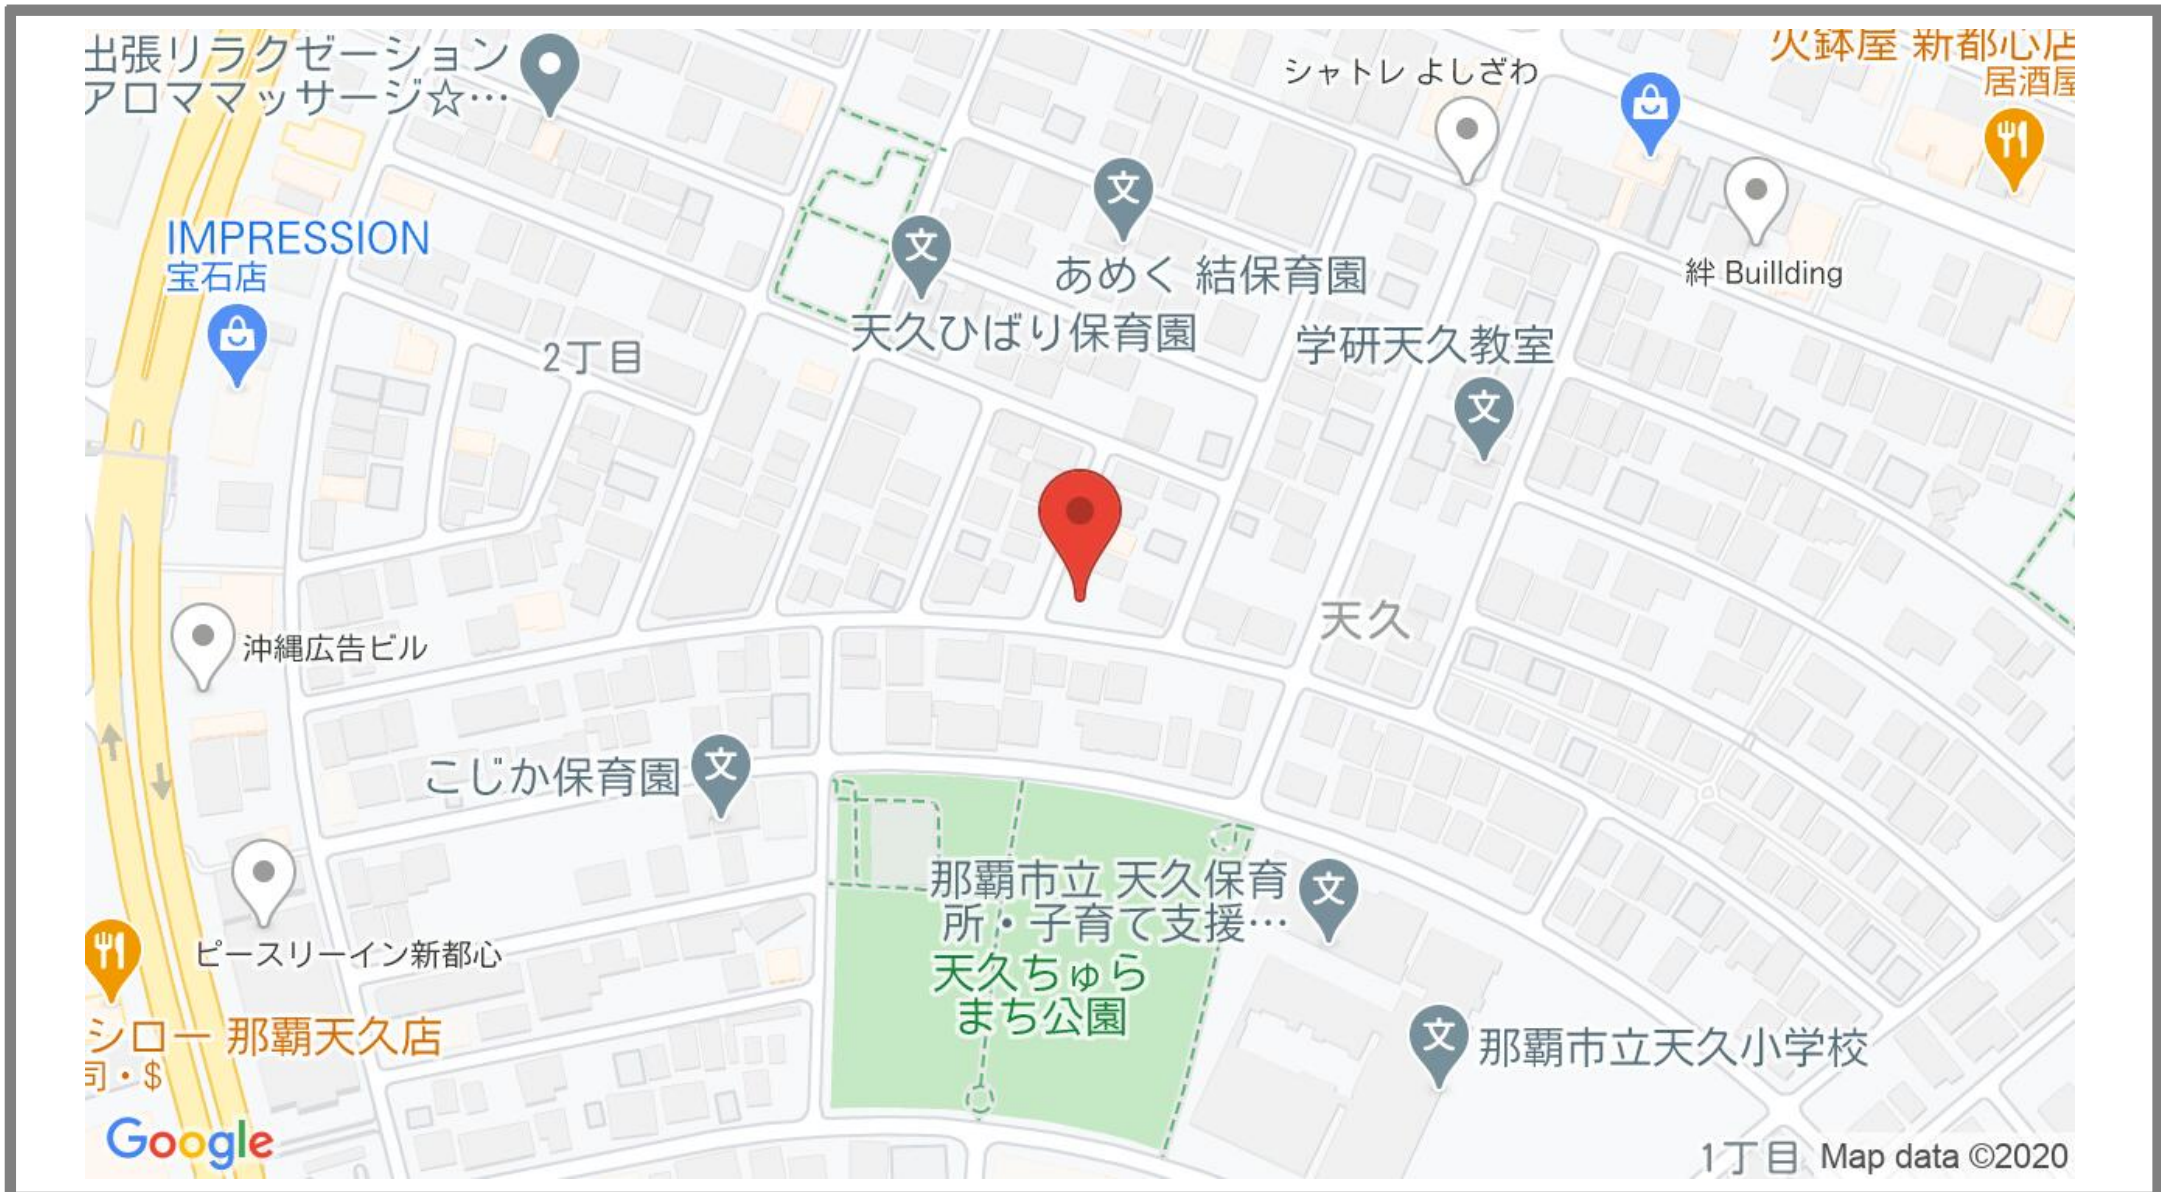 出張リラクゼーション
アロママッサージ☆…
シャトレ よしざわ
火鉢屋 新都心店
居酒屋
IMPRESSION
宝石店
あめく 結保育園
絆 Buillding
天久ひばり保育園
学研天久教室
2丁目
天久
沖縄広告ビル
こじか保育園
那覇市立 天久保育
所・子育て支援…
ピースリーイン新都心
天久ちゅら
まち公園
シロー 那覇天久店
司・$
那覇市立天久小学校
Google
1丁目
Map data ©2020